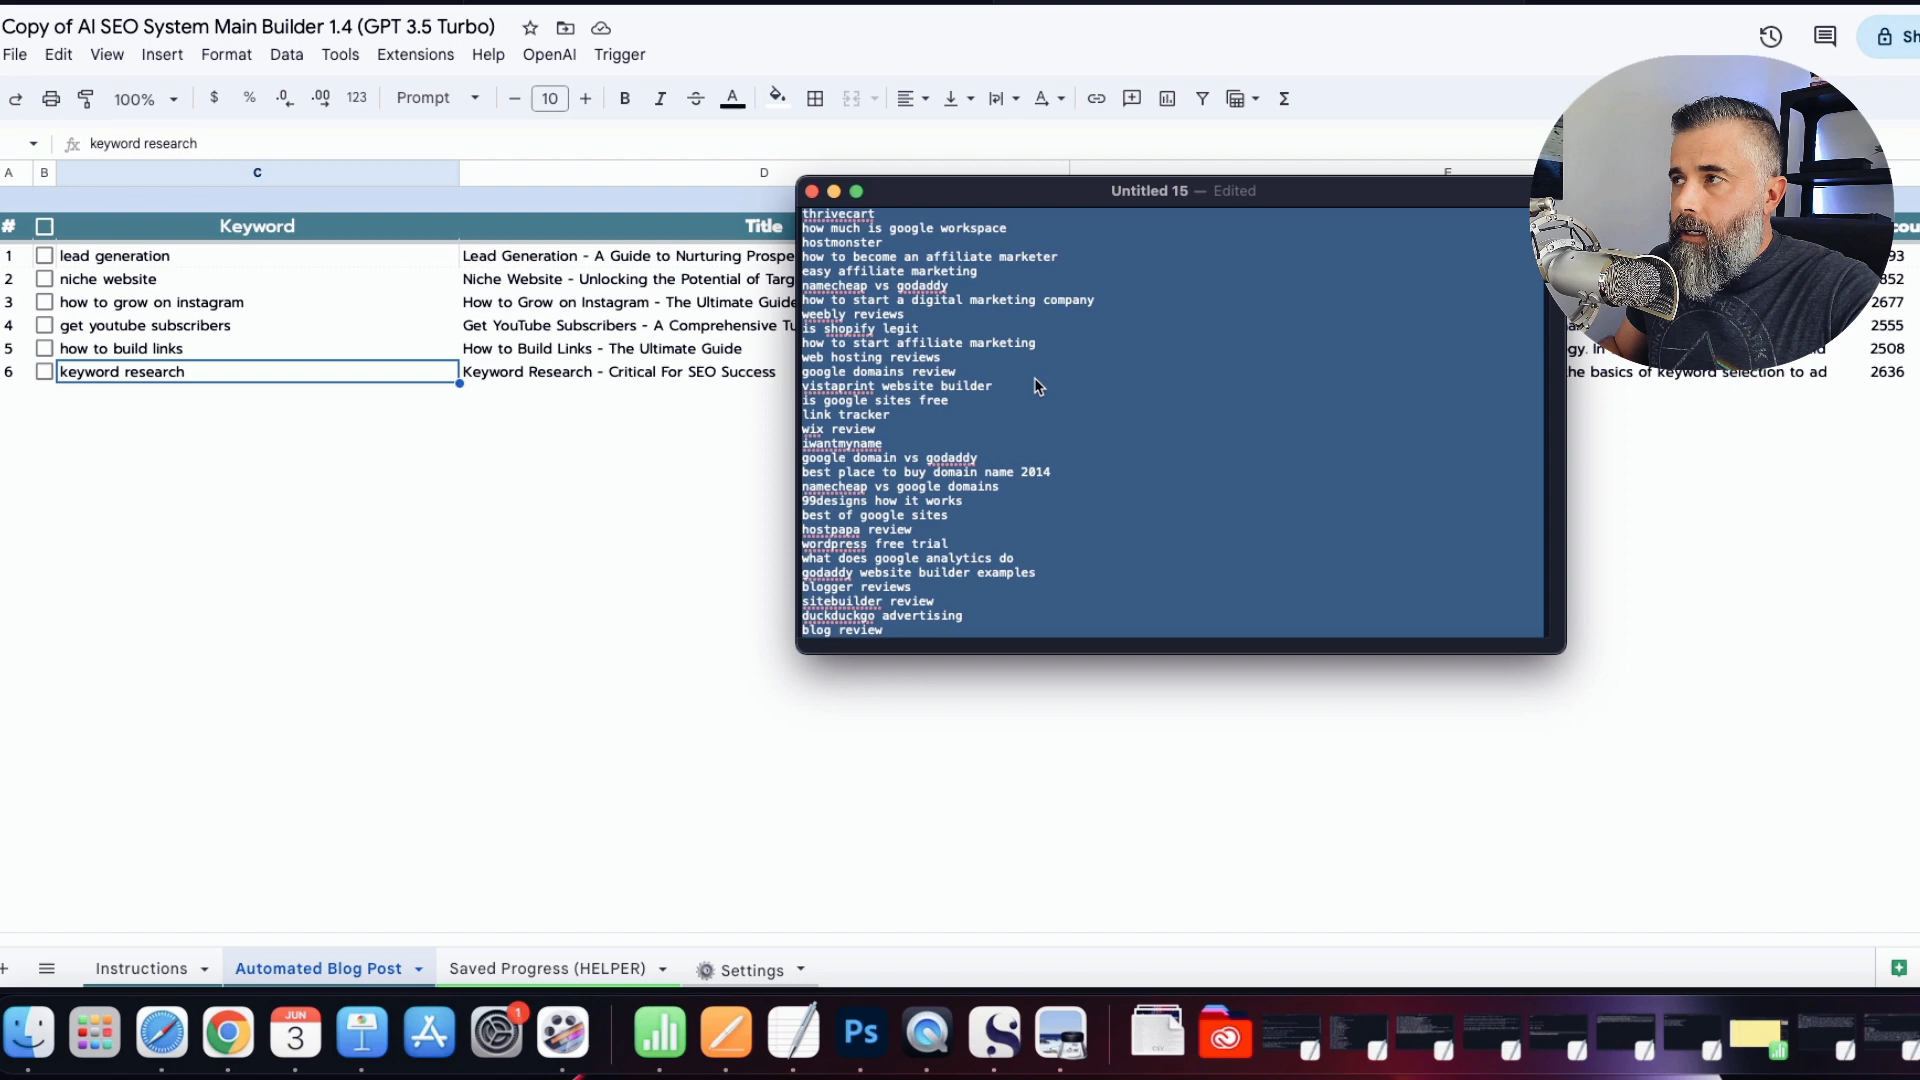 Copy of AI SEO System Main Builder 1.4 (GPT 3.5 Turbo)
File Edit View Insert Format Data Tools Extensions Help OpenAI Trigger
100% $ % .0 .00 123 Prompt 10 B I A
fx keyword research
A B C D
# Keyword Title
1 lead generation Lead Generation - A Guide to Nurturing Prospe
2 niche website Niche Website - Unlocking the Potential of Targ 852
3 how to grow on instagram How to Grow on Instagram - The Ultimate Guide 2677
4 get youtube subscribers Get YouTube Subscribers - A Comprehensive Tu 2555
5 how to build links How to Build Links - The Ultimate Guide gy. In 2508
6 keyword research Keyword Research - Critical For SEO Success he basics of keyword selection to ad 2636
Untitled 15 — Edited
thrivecart
how much is google workspace
hostmonster
how to become an affiliate marketer
easy affiliate marketing
namecheap vs godaddy
how to start a digital marketing company
weebly reviews
is shopify legit
how to start affiliate marketing
web hosting reviews
google domains review
vistaprint website builder
is google sites free
link tracker
wix review
iwantmyname
google domain vs godaddy
best place to buy domain name 2014
namecheap vs google domains
99designs how it works
best of google sites
hostpapa review
wordpress free trial
what does google analytics do
godaddy website builder examples
blogger reviews
sitebuilder review
duckduckgo advertising
blog review
Instructions Automated Blog Post Saved Progress (HELPER) Settings
JUN
3
1
Ps
CSV